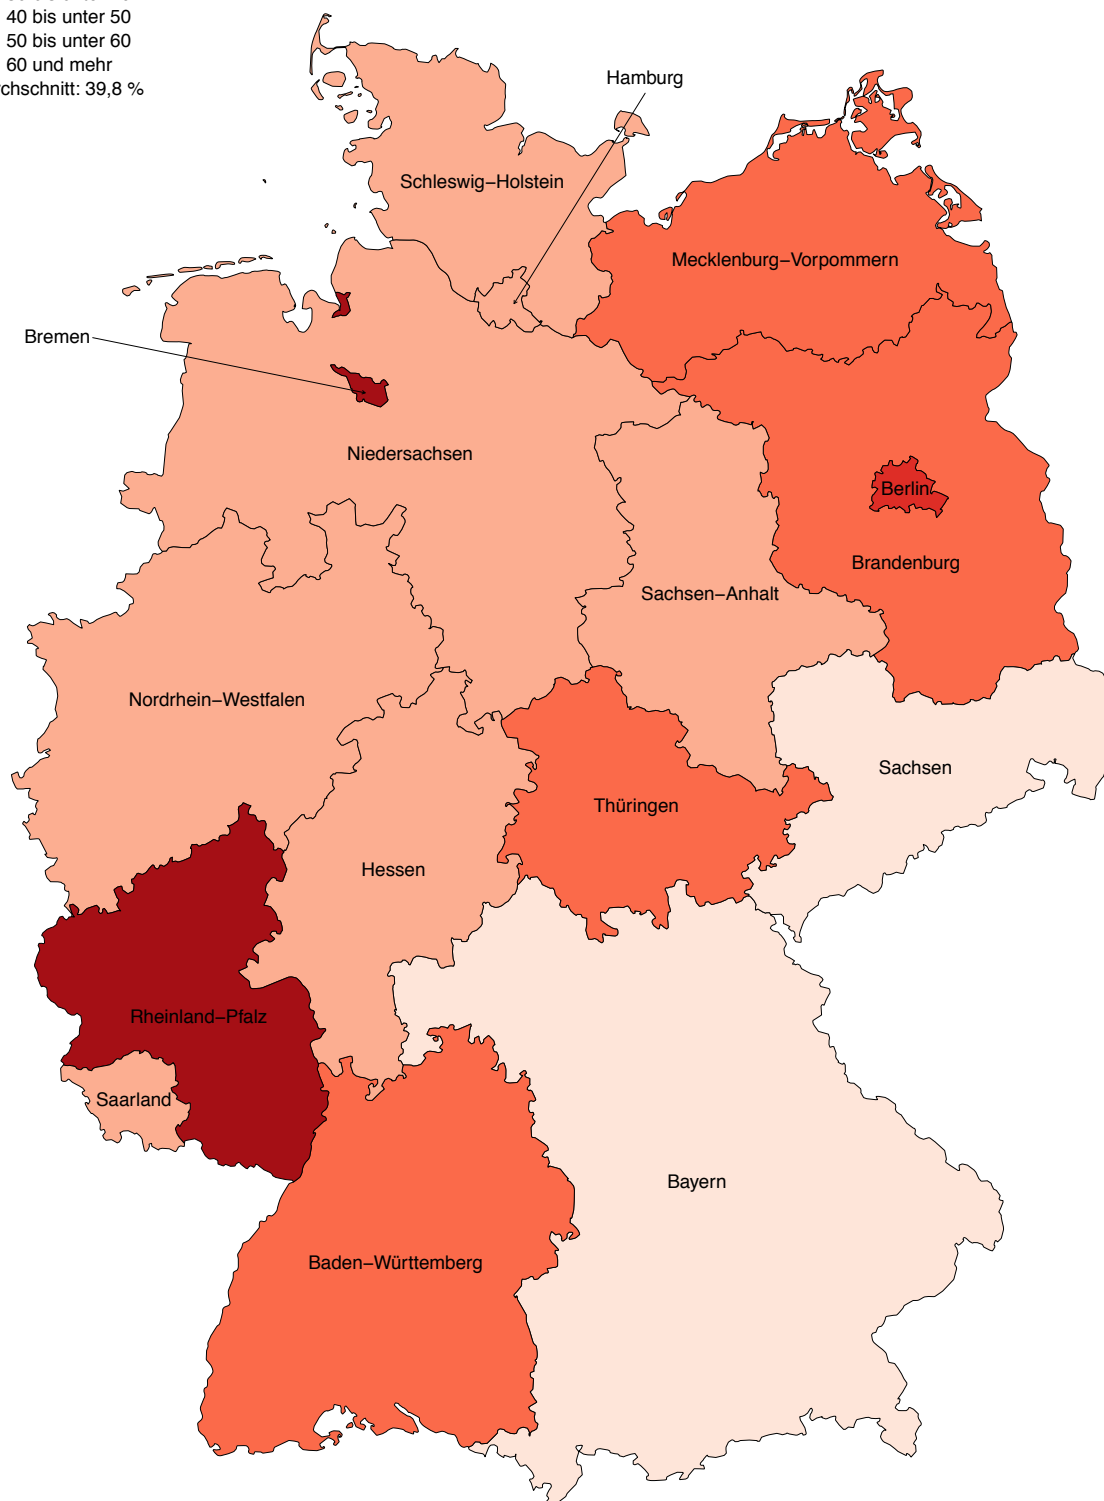 40 bis unter 50
50 bis unter 60
60 und mehr
chschnitt: 39,8 %
Hamburg
Schleswig−Holstein
Mecklenburg−Vorpommern
Bremen
Niedersachsen
Berlin
Brandenburg
Sachsen−Anhalt
Nordrhein−Westfalen
Sachsen
Thüringen
Hessen
Rheinland−Pfalz
Saarland
Bayern
Baden−Württemberg